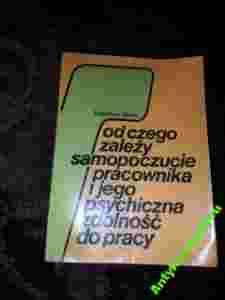 od czego
zależy
samopoczucie
pracownika
i jego
psychiczna
zdolność
do pracy